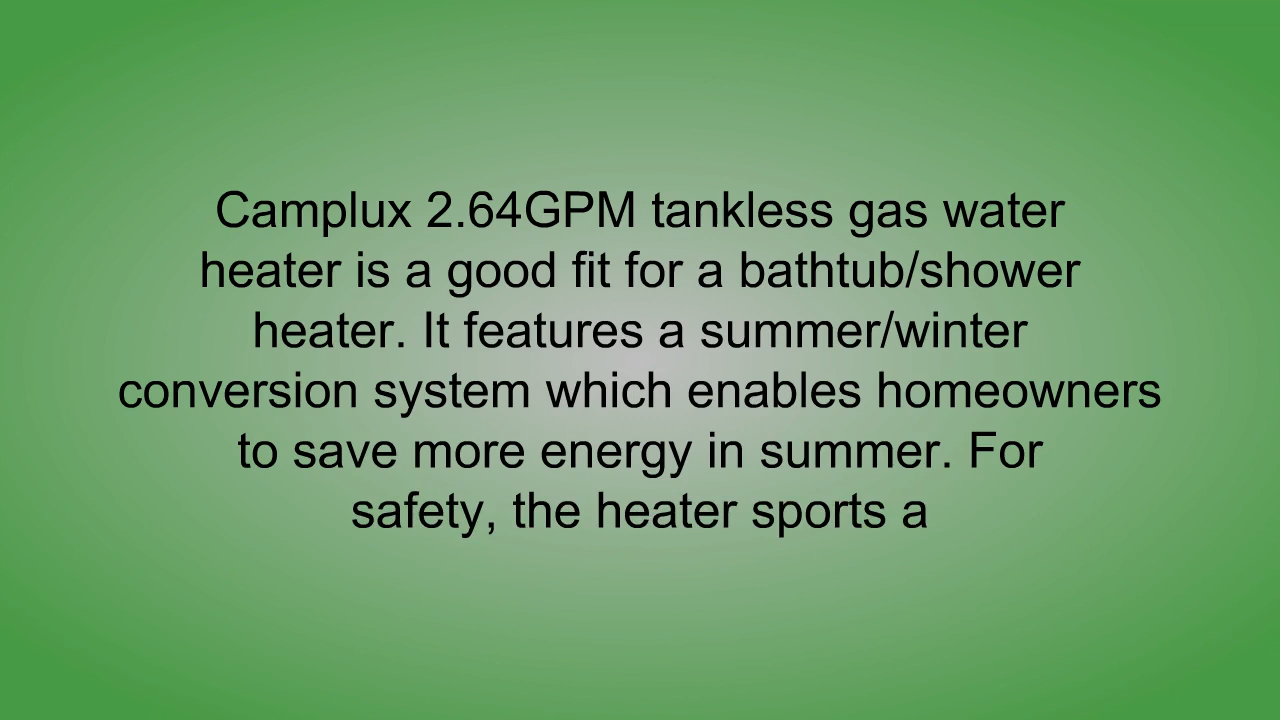 Camplux 2.64GPM tankless gas water
heater is a good fit for a bathtub/shower
heater. It features a summer/winter
conversion system which enables homeowners
to save more energy in summer. For
safety, the heater sports a